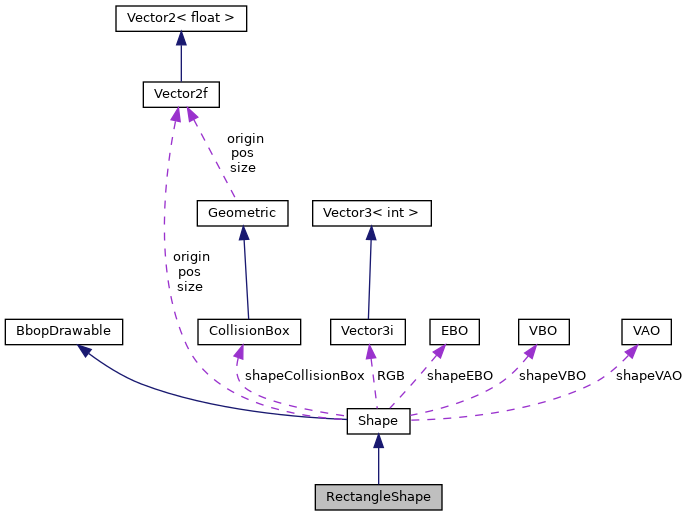 Vector2< float >
Vector2f
origin
pos
size
Geometric
Vector3< int >
origin
pos
size
BbopDrawable
CollisionBox
Vector3i
EBO
VBO
VAO
shapeCollisionBox
RGB
shapeEBO
shapeVBO
shapeVAO
Shape
RectangleShape